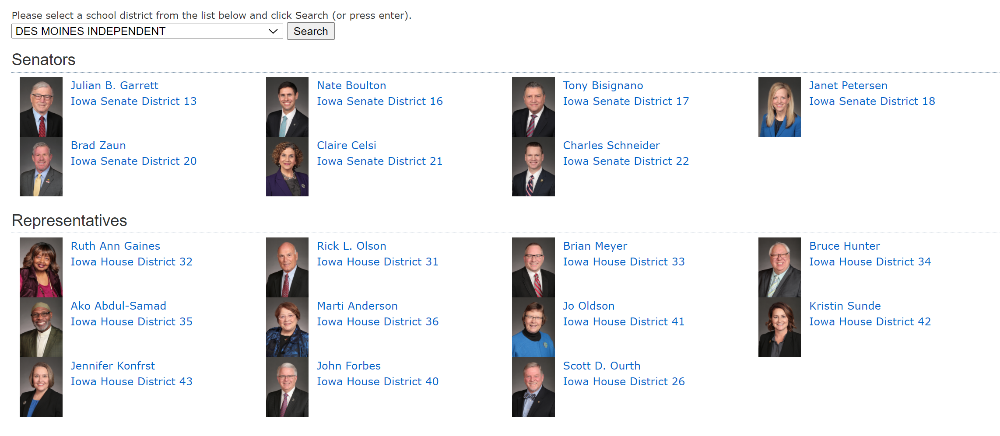 Please select a school district from the list below and click Search (or press enter).
DES MOINES INDEPENDENT
Search
Senators
Julian B. Garrett
Iowa Senate District 13
Nate Boulton
Iowa Senate District 16
Tony Bisignano
Iowa Senate District 17
Janet Petersen
Iowa Senate District 18
Brad Zaun
Iowa Senate District 20
Claire Celsi
Iowa Senate District 21
Charles Schneider
Iowa Senate District 22
Representatives
Ruth Ann Gaines
Iowa House District 32
Rick L. Olson
Iowa House District 31
Brian Meyer
Iowa House District 33
Bruce Hunter
Iowa House District 34
Ako Abdul-Samad
Iowa House District 35
Marti Anderson
Iowa House District 36
Jo Oldson
Iowa House District 41
Kristin Sunde
Iowa House District 42
Jennifer Konfrst
Iowa House District 43
John Forbes
Iowa House District 40
Scott D. Ourth
Iowa House District 26